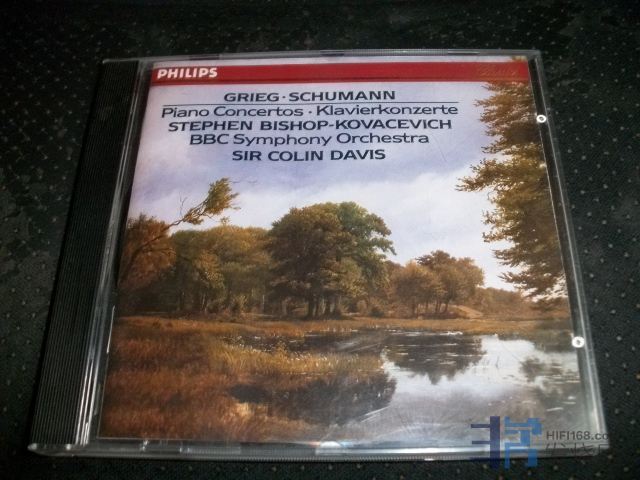 PHILIPS
GRIEG · SCHUMANN
Piano Concertos · Klavierkonzerte
STEPHEN BISHOP-KOVACEVICH
BBC Symphony Orchestra
SIR COLIN DAVIS
HIFI168.com